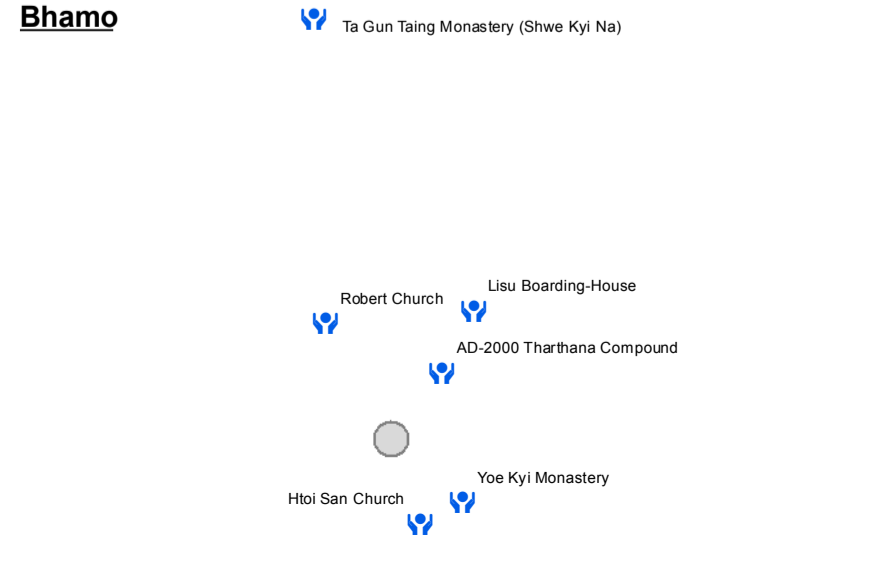 Bhamo
Ta Gun Taing Monastery (Shwe Kyi Na)
Lisu Boarding-House
Robert Church
AD-2000 Tharthana Compound
Yoe Kyi Monastery
Htoi San Church